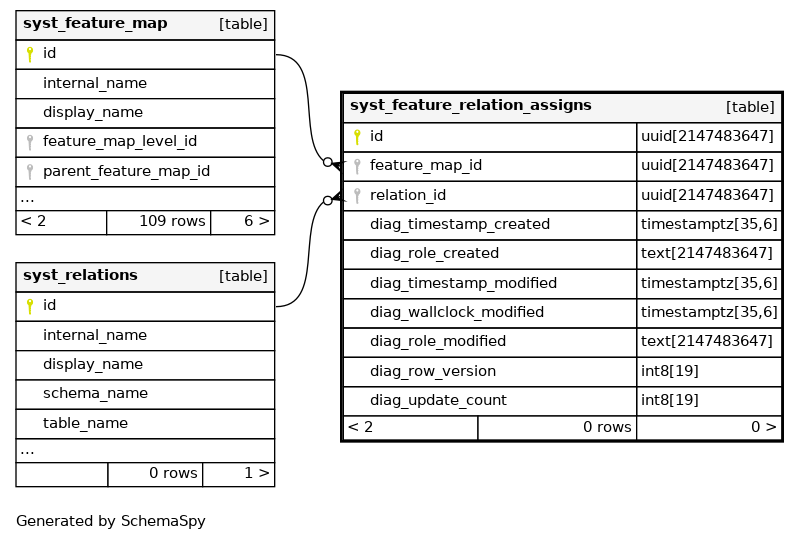 syst_feature_map [table]
id
internal_name
display_name
feature_map_level_id
parent_feature_map_id
...
< 2 109 rows 6 >
syst_relations [table]
id
internal_name
display_name
schema_name
table_name
...
0 rows 1 >
syst_feature_relation_assigns [table]
id uuid[2147483647]
feature_map_id uuid[2147483647]
relation_id uuid[2147483647]
diag_timestamp_created timestamptz[35,6]
diag_role_created text[2147483647]
diag_timestamp_modified timestamptz[35,6]
diag_wallclock_modified timestamptz[35,6]
diag_role_modified text[2147483647]
diag_row_version int8[19]
diag_update_count int8[19]
< 2 0 rows 0 >
Generated by SchemaSpy